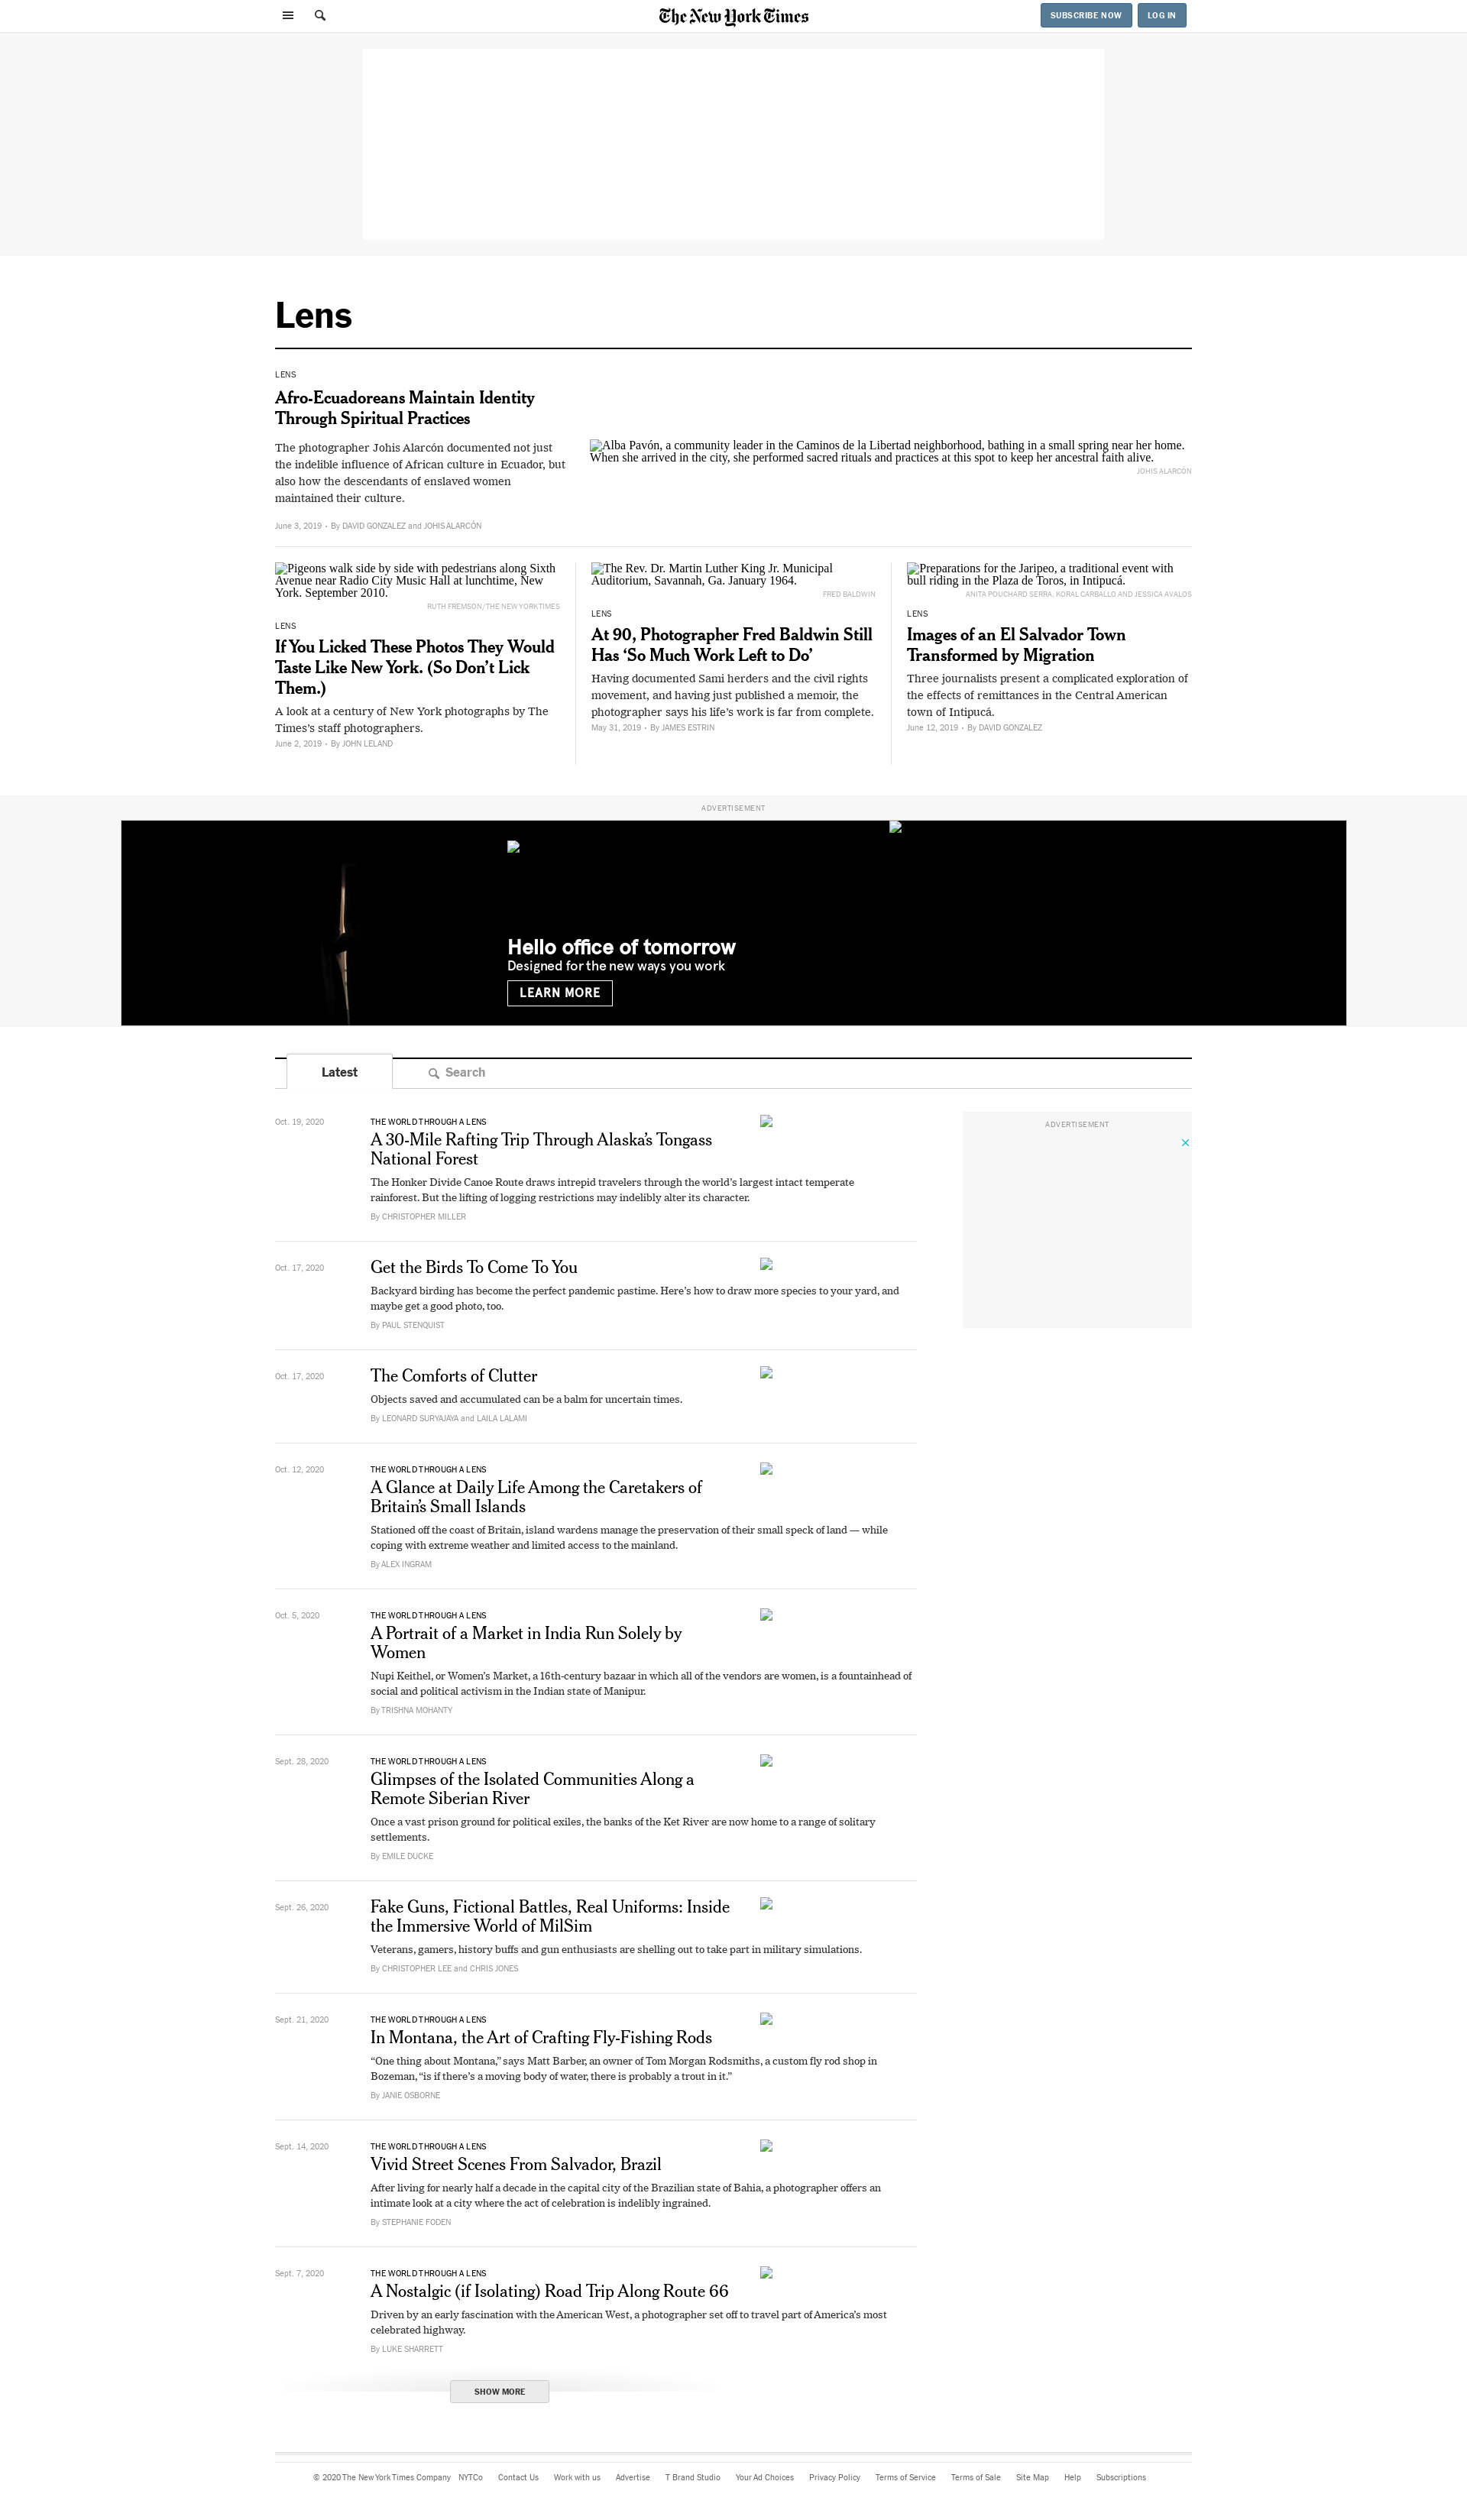 The New York Times
SUBSCRIBE NOW
LOG IN
Lens
LENS
Afro-Ecuadoreans Maintain Identity
Through Spiritual Practices
The photographer Johis Alarcón documented not just
the indelible influence of African culture in Ecuador, but
also how the descendants of enslaved women
maintained their culture.
June 3, 2019 • By DAVID GONZALEZ and JOHIS ALARCÓN
Alba Pavón, a community leader in the Caminos de la Libertad neighborhood, bathing in a small spring near her home.
When she arrived in the city, she performed sacred rituals and practices at this spot to keep her ancestral faith alive.
JOHIS ALARCÓN
Pigeons walk side by side with pedestrians along Sixth
Avenue near Radio City Music Hall at lunchtime, New
York. September 2010.
RUTH FREMSON/THE NEW YORK TIMES
LENS
If You Licked These Photos They Would
Taste Like New York. (So Don’t Lick
Them.)
A look at a century of New York photographs by The
Times’s staff photographers.
June 2, 2019 • By JOHN LELAND
The Rev. Dr. Martin Luther King Jr. Municipal
Auditorium, Savannah, Ga. January 1964.
FRED BALDWIN
LENS
At 90, Photographer Fred Baldwin Still
Has ‘So Much Work Left to Do’
Having documented Sami herders and the civil rights
movement, and having just published a memoir, the
photographer says his life’s work is far from complete.
May 31, 2019 • By JAMES ESTRIN
Preparations for the Jaripeo, a traditional event with
bull riding in the Plaza de Toros, in Intipucá.
ANITA POUCHARD SERRA, KORAL CARBALLO AND JESSICA AVALOS
LENS
Images of an El Salvador Town
Transformed by Migration
Three journalists present a complicated exploration of
the effects of remittances in the Central American
town of Intipucá.
June 12, 2019 • By DAVID GONZALEZ
ADVERTISEMENT
Hello office of tomorrow
Designed for the new ways you work
LEARN MORE
Latest
Search
ADVERTISEMENT
Oct. 19, 2020
THE WORLD THROUGH A LENS
A 30-Mile Rafting Trip Through Alaska’s Tongass
National Forest
The Honker Divide Canoe Route draws intrepid travelers through the world’s largest intact temperate
rainforest. But the lifting of logging restrictions may indelibly alter its character.
By CHRISTOPHER MILLER
Oct. 17, 2020
Get the Birds To Come To You
Backyard birding has become the perfect pandemic pastime. Here’s how to draw more species to your yard, and
maybe get a good photo, too.
By PAUL STENQUIST
Oct. 17, 2020
The Comforts of Clutter
Objects saved and accumulated can be a balm for uncertain times.
By LEONARD SURYAJAYA and LAILA LALAMI
Oct. 12, 2020
THE WORLD THROUGH A LENS
A Glance at Daily Life Among the Caretakers of
Britain’s Small Islands
Stationed off the coast of Britain, island wardens manage the preservation of their small speck of land — while
coping with extreme weather and limited access to the mainland.
By ALEX INGRAM
Oct. 5, 2020
THE WORLD THROUGH A LENS
A Portrait of a Market in India Run Solely by
Women
Nupi Keithel, or Women’s Market, a 16th-century bazaar in which all of the vendors are women, is a fountainhead of
social and political activism in the Indian state of Manipur.
By TRISHNA MOHANTY
Sept. 28, 2020
THE WORLD THROUGH A LENS
Glimpses of the Isolated Communities Along a
Remote Siberian River
Once a vast prison ground for political exiles, the banks of the Ket River are now home to a range of solitary
settlements.
By EMILE DUCKE
Sept. 26, 2020
Fake Guns, Fictional Battles, Real Uniforms: Inside
the Immersive World of MilSim
Veterans, gamers, history buffs and gun enthusiasts are shelling out to take part in military simulations.
By CHRISTOPHER LEE and CHRIS JONES
Sept. 21, 2020
THE WORLD THROUGH A LENS
In Montana, the Art of Crafting Fly-Fishing Rods
“One thing about Montana,” says Matt Barber, an owner of Tom Morgan Rodsmiths, a custom fly rod shop in
Bozeman, “is if there’s a moving body of water, there is probably a trout in it.”
By JANIE OSBORNE
Sept. 14, 2020
THE WORLD THROUGH A LENS
Vivid Street Scenes From Salvador, Brazil
After living for nearly half a decade in the capital city of the Brazilian state of Bahia, a photographer offers an
intimate look at a city where the act of celebration is indelibly ingrained.
By STEPHANIE FODEN
Sept. 7, 2020
THE WORLD THROUGH A LENS
A Nostalgic (if Isolating) Road Trip Along Route 66
Driven by an early fascination with the American West, a photographer set off to travel part of America’s most
celebrated highway.
By LUKE SHARRETT
SHOW MORE
© 2020 The New York Times Company NYTCo Contact Us Work with us Advertise T Brand Studio Your Ad Choices Privacy Policy Terms of Service Terms of Sale Site Map Help Subscriptions